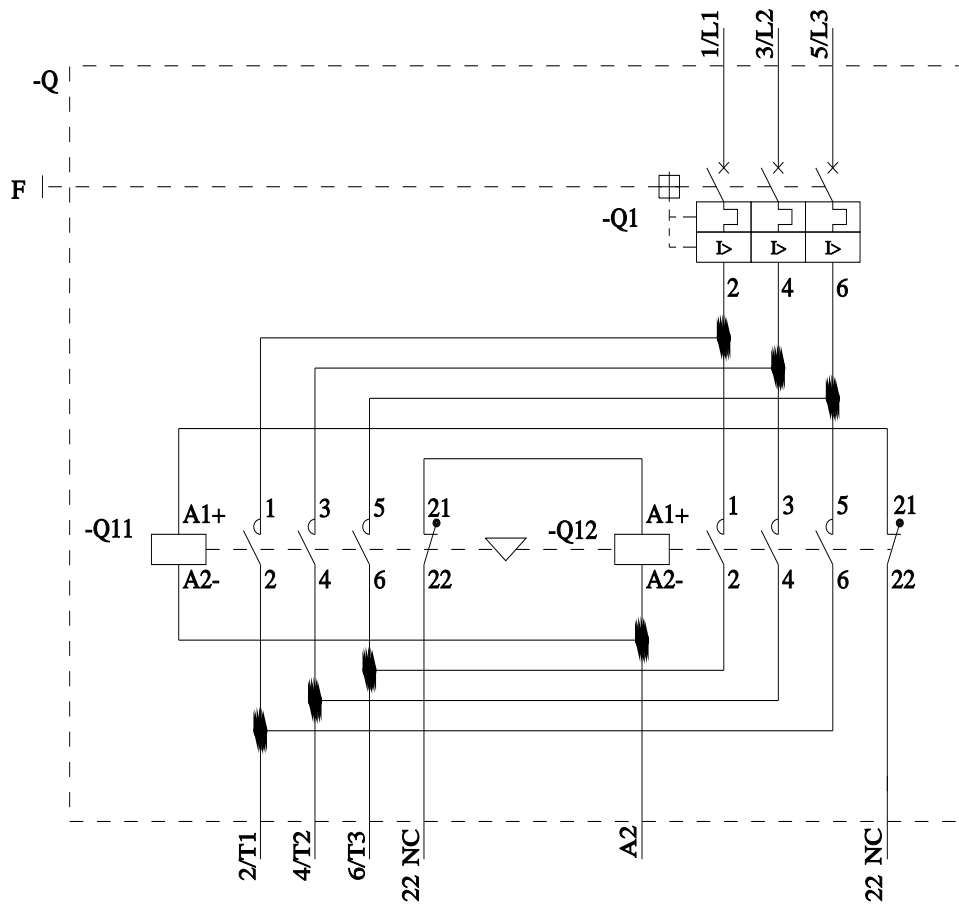 1/L1 3/L2 5/L3
-Q
F
-Q1
I> I> I>
2 4 6
1 3 5 21 1 3 5 21
-Q11 A1+ -Q12 A1+
A2- 2 4 6 22 A2- 2 4 6 22
2/T1 4/T2 6/T3 22 NC A2 22 NC